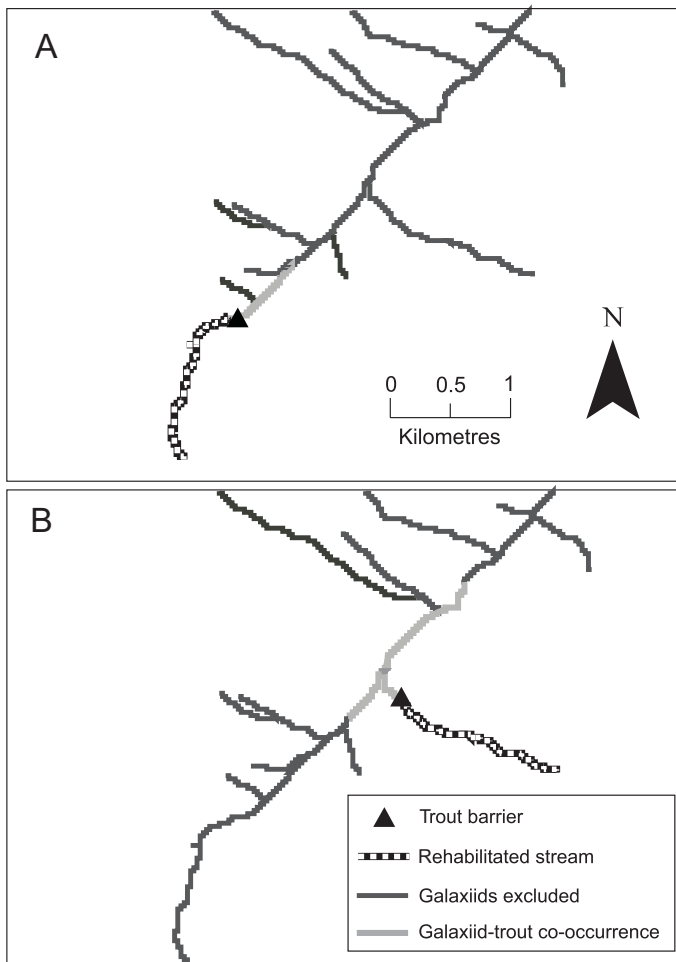 A
N
0 0.5 1
Kilometres
B
Trout barrier
Rehabilitated stream
Galaxiids excluded
Galaxiid-trout co-occurrence